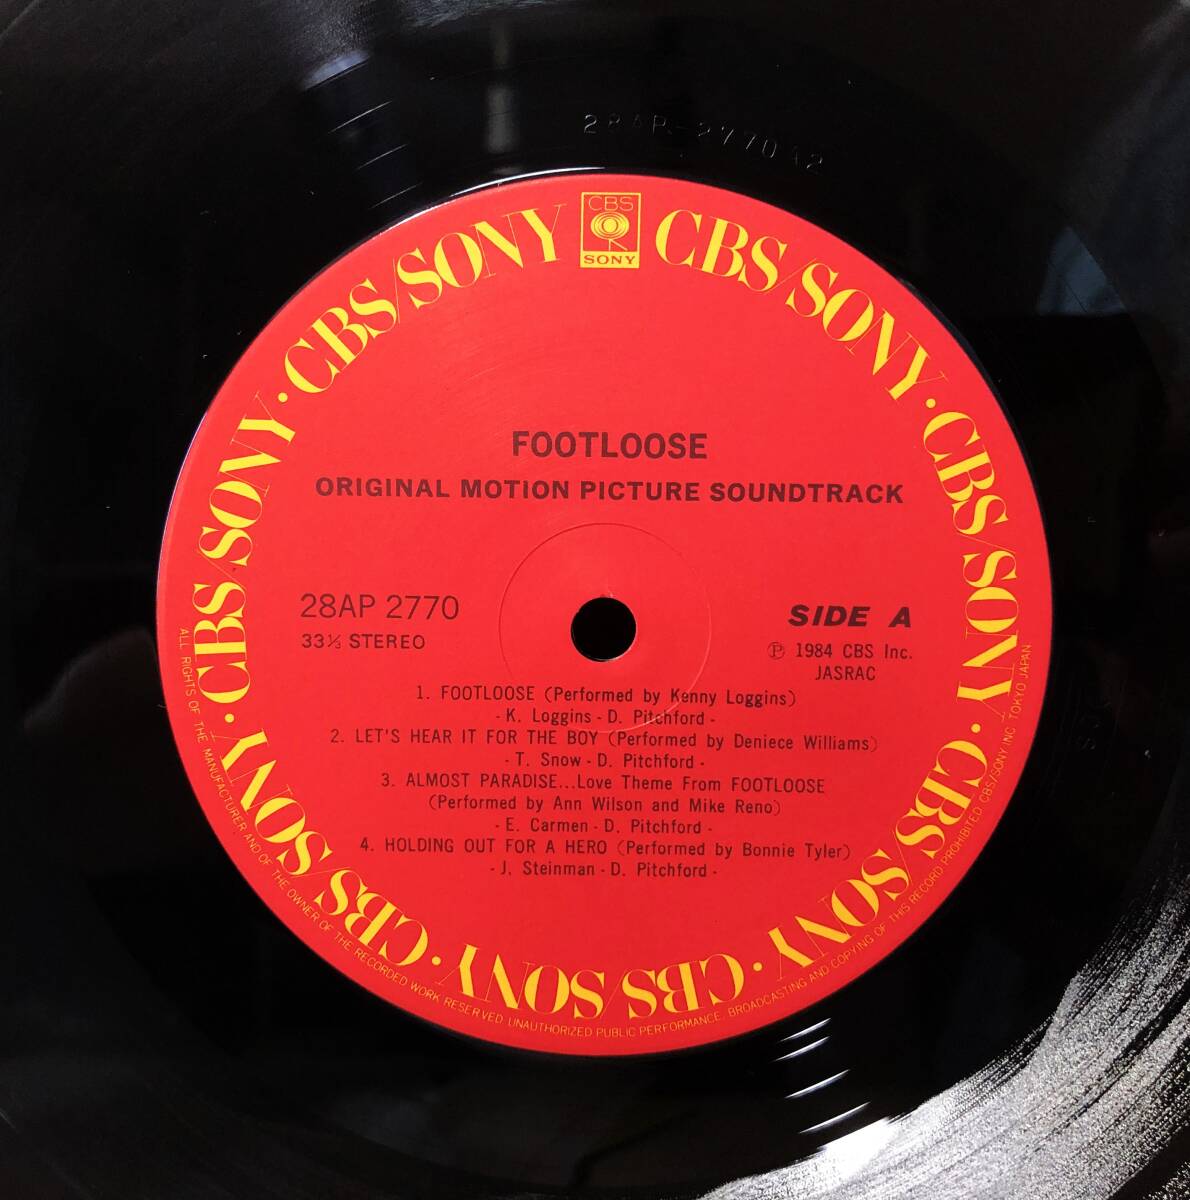 28AP-2770A2
CBS
SONY
CBS/SONY · CBS/SONY · CBS/SONY · CBS/SONY · CBS/SONY · CBS/SONY · CBS/SONY · CBS/SONY
FOOTLOOSE
ORIGINAL MOTION PICTURE SOUNDTRACK
28AP 2770
33⅓ STEREO
SIDE A
Ⓟ 1984 CBS Inc.
JASRAC
1. FOOTLOOSE (Performed by Kenny Loggins)
- K. Loggins - D. Pitchford -
2. LET'S HEAR IT FOR THE BOY (Performed by Deniece Williams)
- T. Snow - D. Pitchford -
3. ALMOST PARADISE...Love Theme From FOOTLOOSE
(Performed by Ann Wilson and Mike Reno)
- E. Carmen - D. Pitchford -
4. HOLDING OUT FOR A HERO (Performed by Bonnie Tyler)
- J. Steinman - D. Pitchford -
ALL RIGHTS OF THE MANUFACTURER AND OF THE OWNER OF THE RECORDED WORK RESERVED UNAUTHORIZED PUBLIC PERFORMANCE, BROADCASTING AND COPYING OF THIS RECORD PROHIBITED CBS/SONY INC TOKYO JAPAN